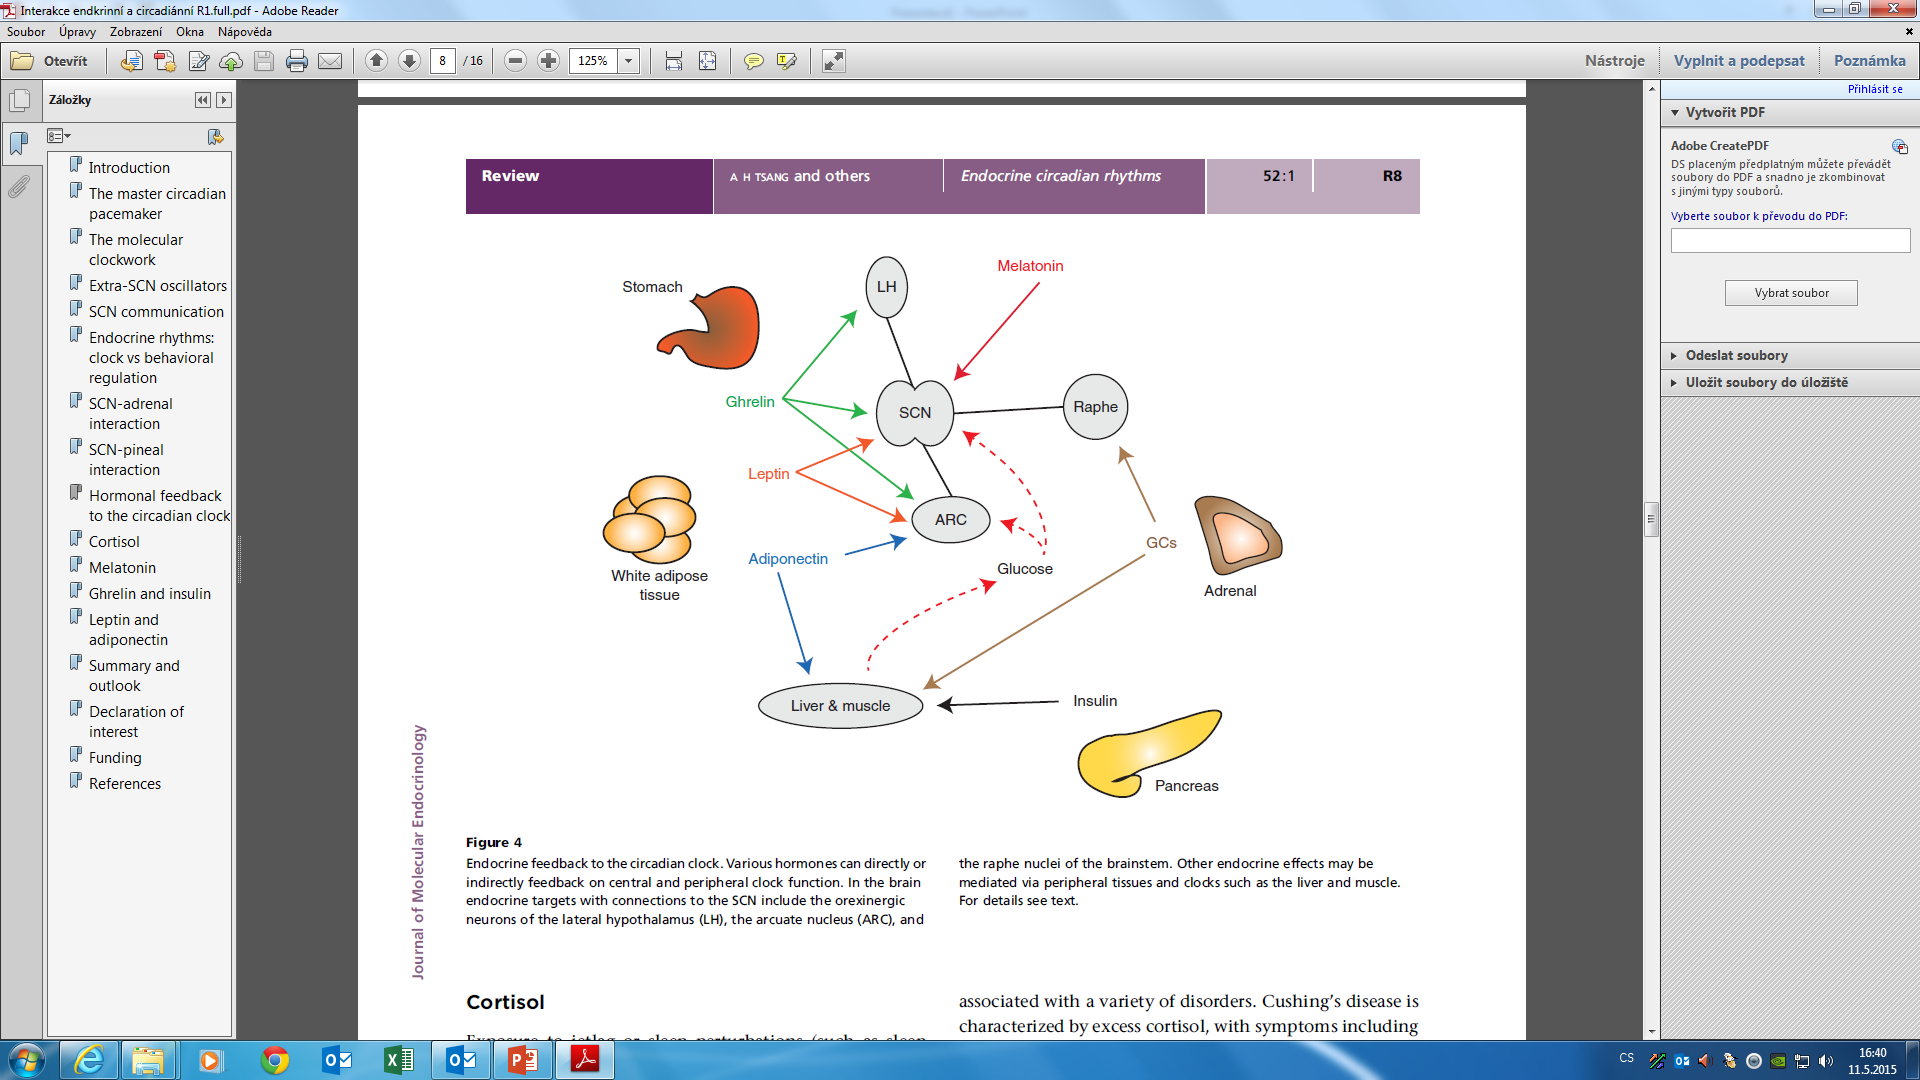 Interakce endkrinní a circadiánní R1.full.pdf - Adobe Reader
Soubor Úpravy Zobrazení Okna Nápověda
Otevřít
8 / 16
125%
Nástroje
Vyplnit a podepsat
Poznámka
Záložky
Introduction
The master circadian
pacemaker
The molecular
clockwork
Extra-SCN oscillators
SCN communication
Endocrine rhythms:
clock vs behavioral
regulation
SCN-adrenal
interaction
SCN-pineal
interaction
Hormonal feedback
to the circadian clock
Cortisol
Melatonin
Ghrelin and insulin
Leptin and
adiponectin
Summary and
outlook
Declaration of
interest
Funding
References
Review
A H TSANG and others
Endocrine circadian rhythms
52:1
R8
Stomach
LH
Melatonin
Ghrelin
SCN
Raphe
Leptin
ARC
Adiponectin
Glucose
GCs
White adipose
tissue
Adrenal
Liver & muscle
Insulin
Pancreas
Journal of Molecular Endocrinology
Figure 4
Endocrine feedback to the circadian clock. Various hormones can directly or
indirectly feedback on central and peripheral clock function. In the brain
endocrine targets with connections to the SCN include the orexinergic
neurons of the lateral hypothalamus (LH), the arcuate nucleus (ARC), and
the raphe nuclei of the brainstem. Other endocrine effects may be
mediated via peripheral tissues and clocks such as the liver and muscle.
For details see text.
Cortisol
Exposure to jetlag or sleep perturbations (such as sleep
associated with a variety of disorders. Cushing's disease is
characterized by excess cortisol, with symptoms including
Přihlásit se
Vytvořit PDF
Adobe CreatePDF
DS placeným předplatným můžete převádět
soubory do PDF a snadno je zkombinovat
s jinými typy souborů.
Vyberte soubor k převodu do PDF:
Vybrat soubor
Odeslat soubory
Uložit soubory do úložiště
CS
16:40
11.5.2015